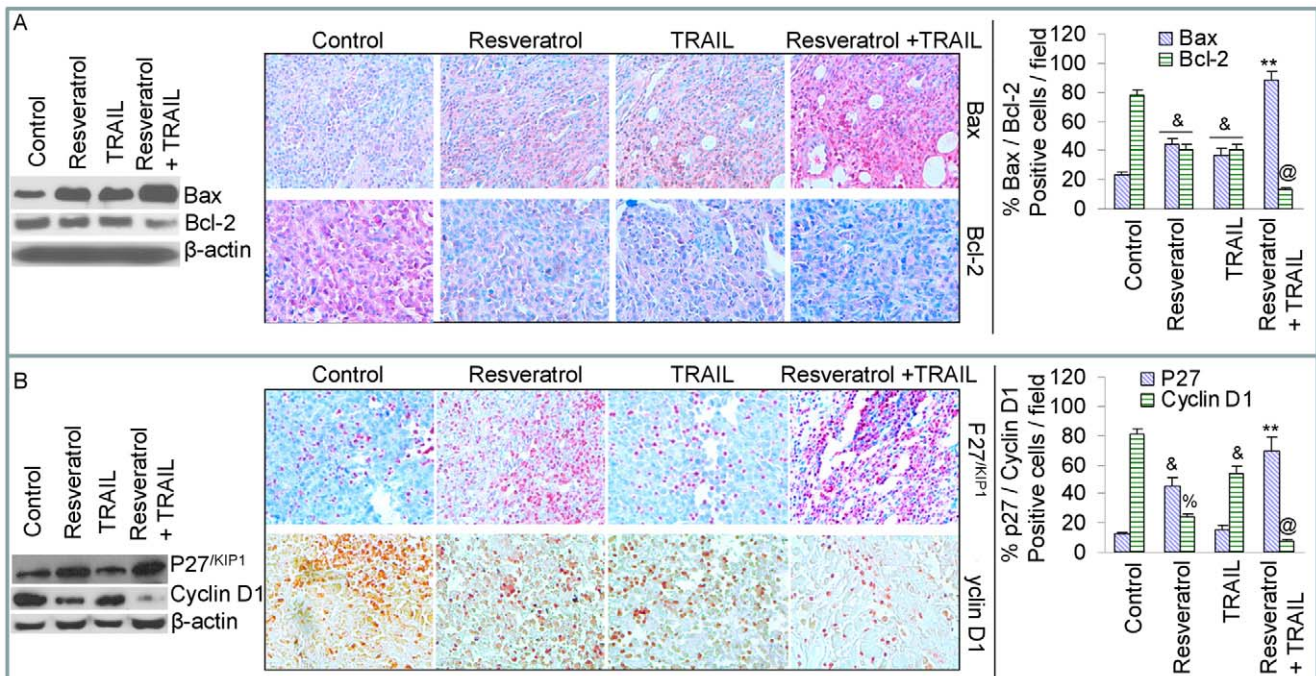 A
Control
Resveratrol
TRAIL
Resveratrol
+ TRAIL
Bax
Bcl-2
β-actin
Control Resveratrol TRAIL Resveratrol +TRAIL
Bax
Bcl-2
% Bax / Bcl-2
Positive cells / field
120
100
80
60
40
20
0
Bax
Bcl-2
&
&
**
@
Control
Resveratrol
TRAIL
Resveratrol
+ TRAIL
B
Control
Resveratrol
TRAIL
Resveratrol
+ TRAIL
P27/KIP1
Cyclin D1
β-actin
Control Resveratrol TRAIL Resveratrol +TRAIL
P27/KIP1
yclin D1
% p27 / Cyclin D1
Positive cells / field
120
100
80
60
40
20
0
P27
Cyclin D1
&
%
&
**
@
Control
Resveratrol
TRAIL
Resveratrol
+ TRAIL